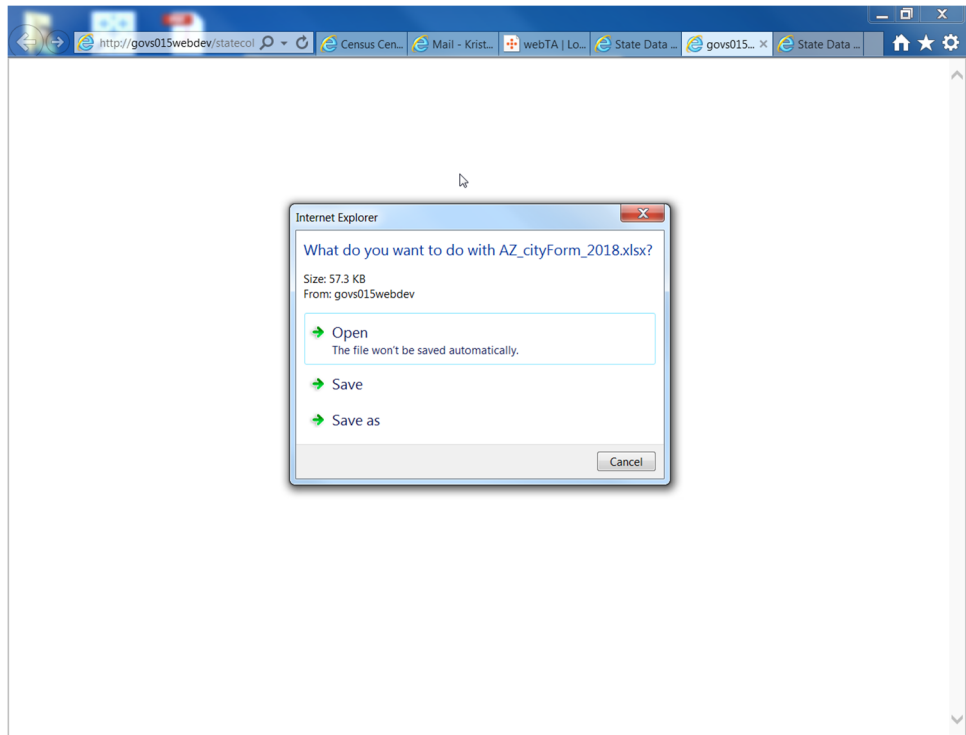 http://govs015webdev/statecol
Census Cen...
Mail - Krist...
webTA | Lo...
State Data ...
govs015...
State Data ...
Internet Explorer
What do you want to do with AZ_cityForm_2018.xlsx?
Size: 57.3 KB
From: govs015webdev
Open
The file won't be saved automatically.
Save
Save as
Cancel